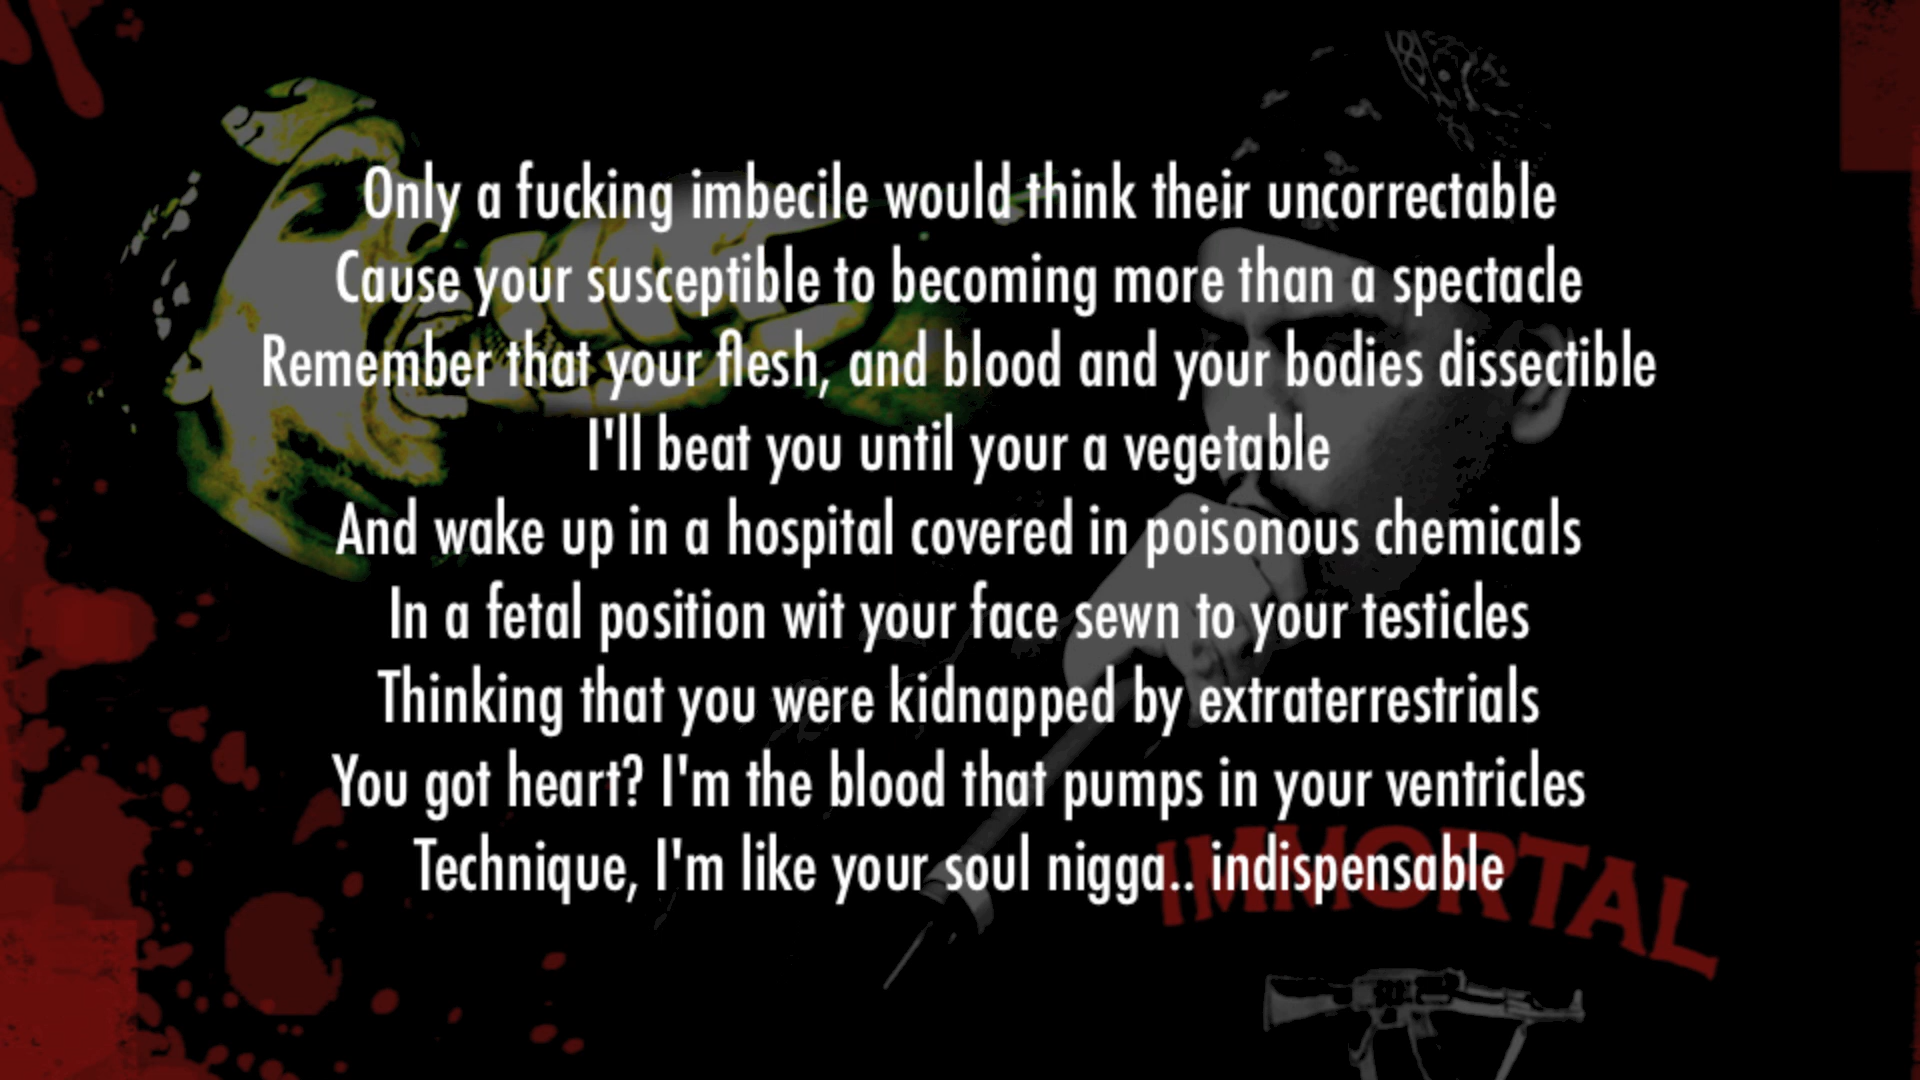 Only a fucking imbecile would think their uncorrectable
Cause your susceptible to becoming more than a spectacle
Remember that your flesh, and blood and your bodies dissectible
I'll beat you until your a vegetable
And wake up in a hospital covered in poisonous chemicals
In a fetal position wit your face sewn to your testicles
Thinking that you were kidnapped by extraterrestrials
You got heart? I'm the blood that pumps in your ventricles
Technique, I'm like your soul nigga.. indispensable
IMMORTAL